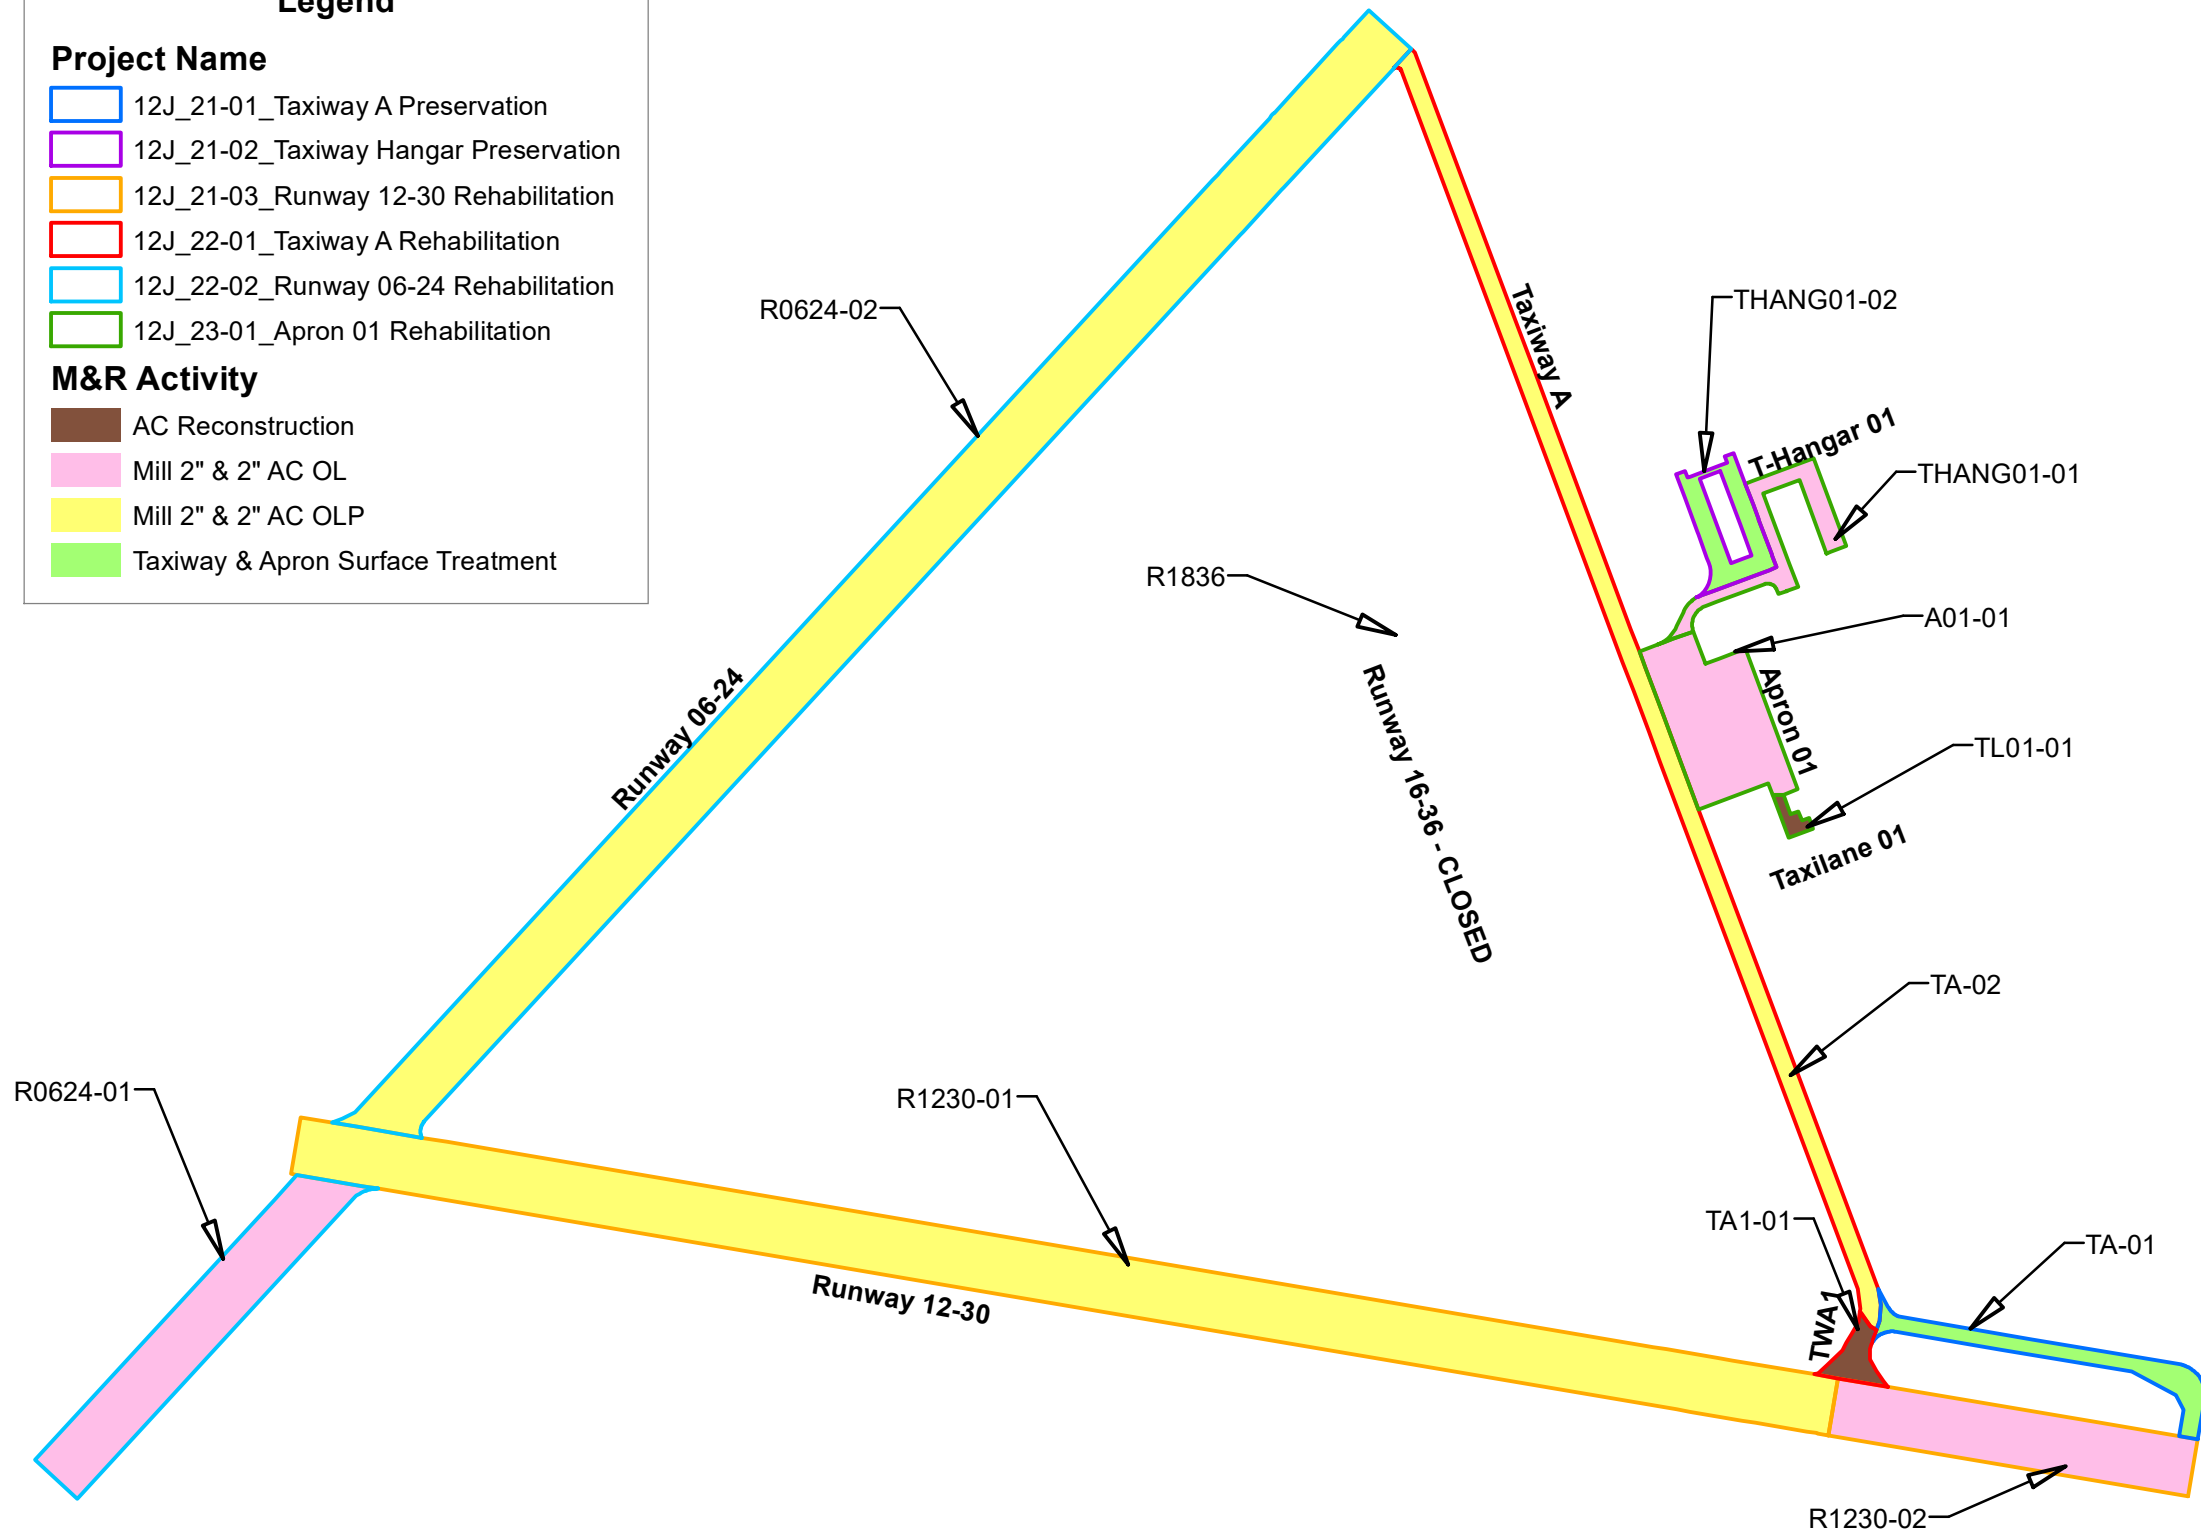 Legend
Project Name
12J_21-01_Taxiway A Preservation
12J_21-02_Taxiway Hangar Preservation
12J_21-03_Runway 12-30 Rehabilitation
12J_22-01_Taxiway A Rehabilitation
12J_22-02_Runway 06-24 Rehabilitation
12J_23-01_Apron 01 Rehabilitation
M&R Activity
AC Reconstruction
Mill 2" & 2" AC OL
Mill 2" & 2" AC OLP
Taxiway & Apron Surface Treatment
R0624-02
Taxiway A
THANG01-02
T-Hangar 01
THANG01-01
R1836
A01-01
Runway 06-24
Runway 16-36 - CLOSED
Apron 01
TL01-01
Taxilane 01
TA-02
R0624-01
R1230-01
TA1-01
TA-01
Runway 12-30
TWA 1
R1230-02